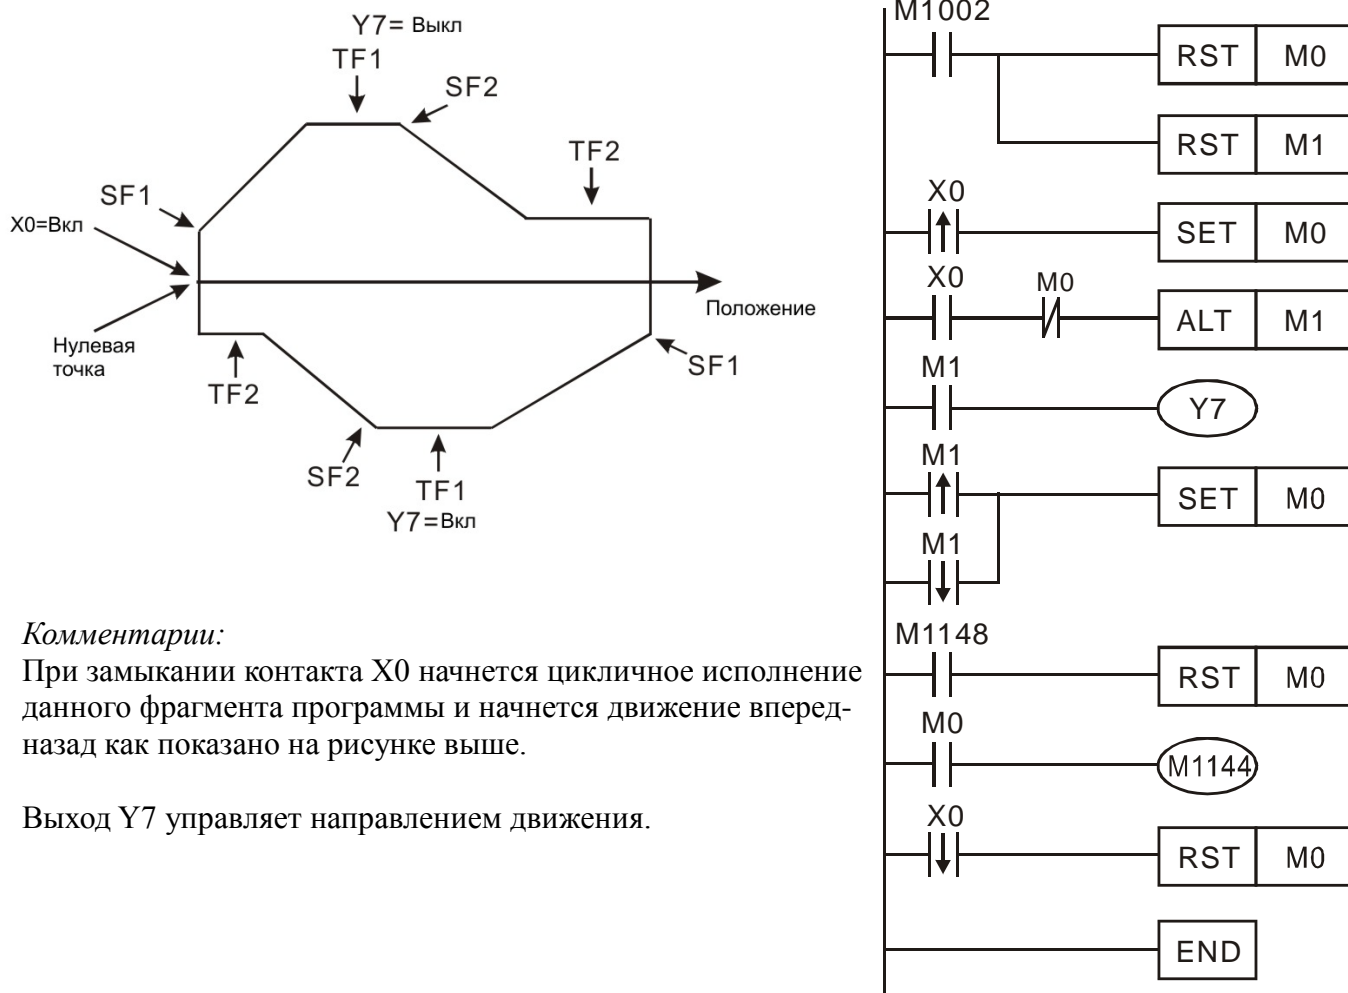 Y7= Выкл
TF1
SF2
TF2
SF1
X0=Вкл
Положение
Нулевая
точка
TF2
SF1
SF2
TF1
Y7=Вкл
Комментарии:
При замыкании контакта X0 начнется цикличное исполнение
данного фрагмента программы и начнется движение вперед-
назад как показано на рисунке выше.
Выход Y7 управляет направлением движения.
M1002
RST M0
RST M1
X0
SET M0
X0
M0
ALT M1
M1
Y7
M1
SET M0
M1
M1148
RST M0
M0
M1144
X0
RST M0
END